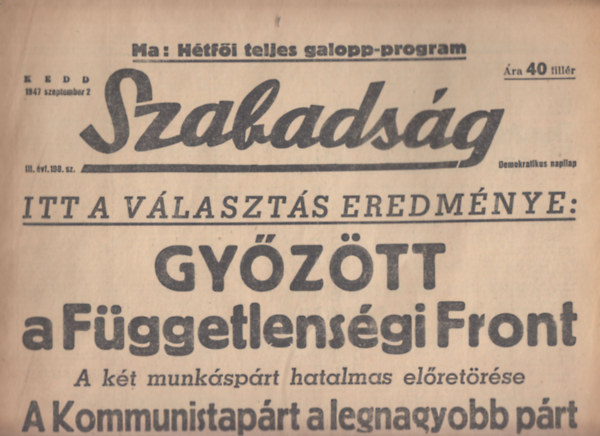 Ma: Hétfői teljes galopp-program
KEDD
1947 szeptember 2
Szabadság
Ára 40 fillér
III. évf. 198. sz.
Demokratikus napilap
ITT A VÁLASZTÁS EREDMÉNYE:
GYŐZÖTT
a Függetlenségi Front
A két munkáspárt hatalmas előretörése
A Kommunistapárt a legnagyobb párt